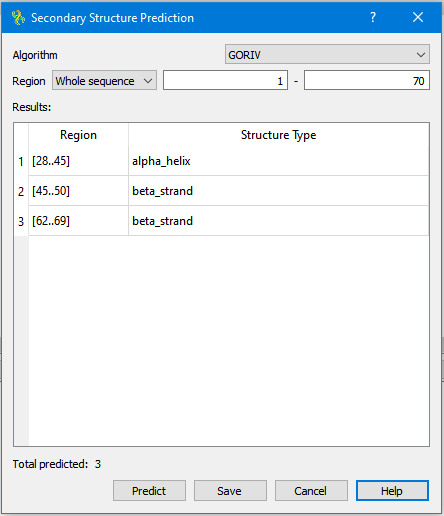 Secondary Structure Prediction ?
Algorithm GORIV
Region Whole sequence 1 - 70
Results:
Region Structure Type
1 [28..45] alpha_helix
2 [45..50] beta_strand
3 [62..69] beta_strand
Total predicted: 3
Predict Save Cancel Help